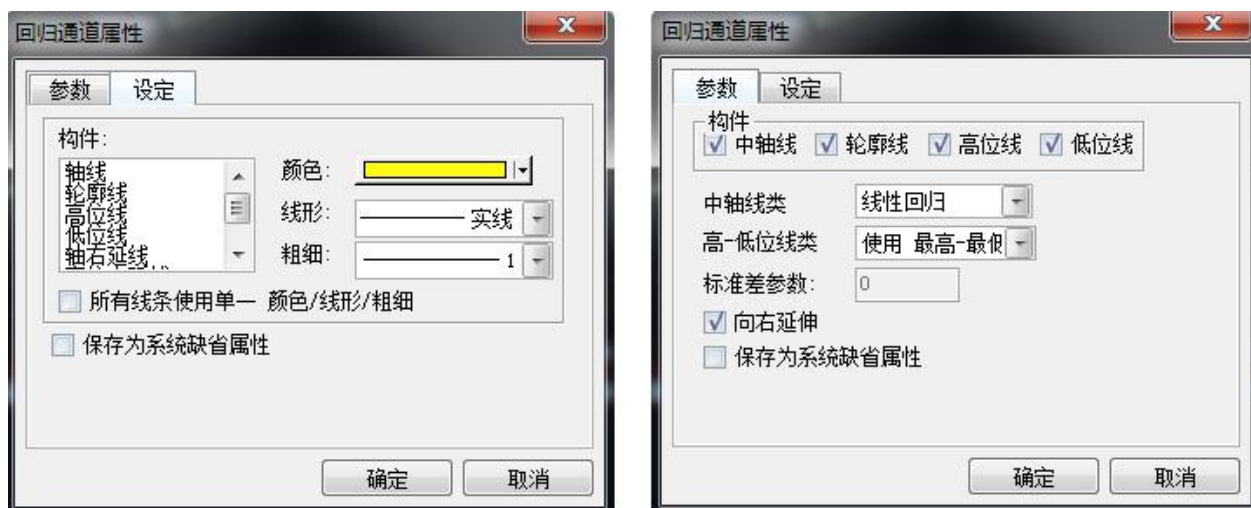 回归通道属性
参数 设定
构件:
轴线
轮廓线
高位线
低位线
轴右延线
颜色:
线形: 实线
粗细: 1
所有线条使用单一 颜色/线形/粗细
保存为系统缺省属性
确定 取消
回归通道属性
参数 设定
构件
中轴线 轮廓线 高位线 低位线
中轴线类 线性回归
高-低位线类 使用 最高-最低
标准差参数: 0
向右延伸
保存为系统缺省属性
确定 取消